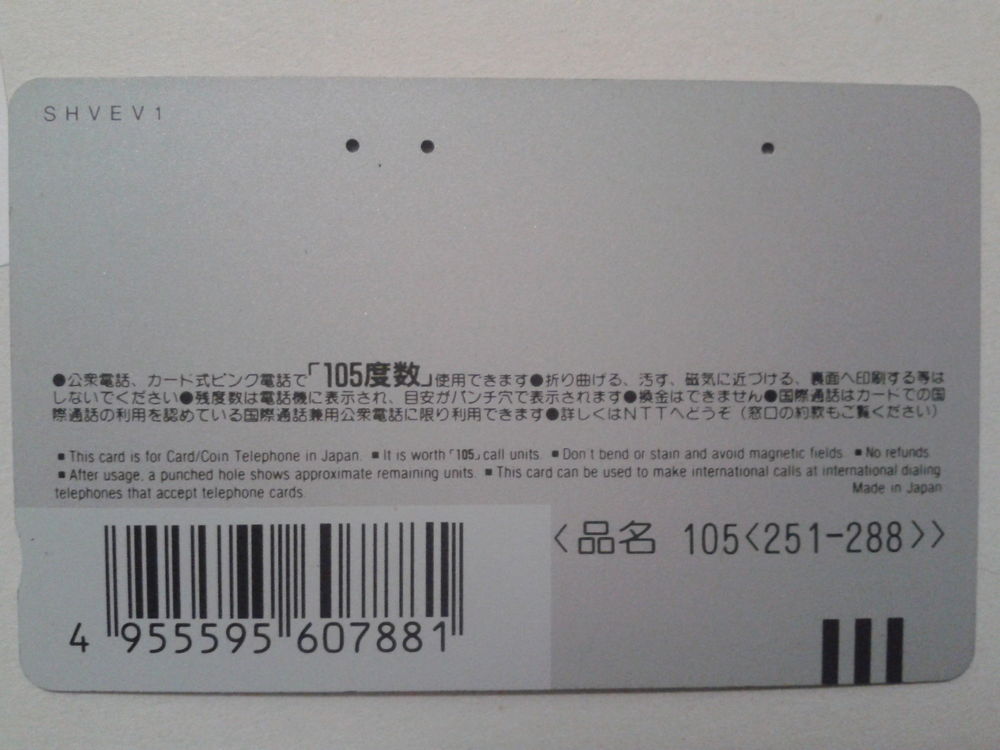 SHVEV1
●公衆電話、カード式ピンク電話で「105度数」使用できます●折り曲げる、汚す、磁気に近づける、裏面へ印刷する等は
しないでください●残度数は電話機に表示され、目安がパンチ穴で表示されます●換金はできません●国際通話はカードでの国
際通話の利用を認めている国際通話兼用公衆電話に限り利用できます●詳しくはNTTへどうぞ（窓口の約款もご覧ください）
■ This card is for Card/Coin Telephone in Japan. ■ It is worth「105」call units. ■ Don't bend or stain and avoid magnetic fields. ■ No refunds.
■ After usage, a punched hole shows approximate remaining units. ■ This card can be used to make international calls at international dialing
telephones that accept telephone cards.
Made in Japan
<品名 105<251-288>>
4 955595 607881